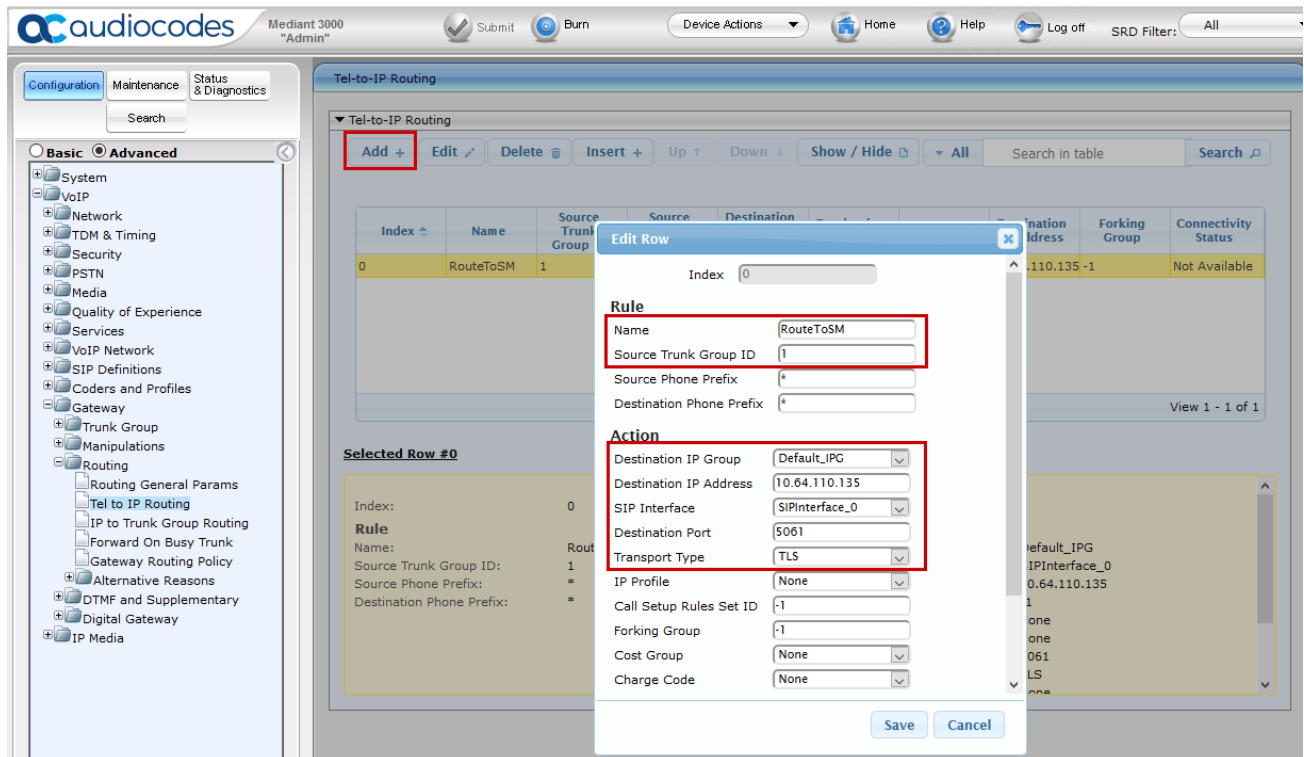 audiocodes
Mediant 3000
"Admin"
Submit
Burn
Device Actions
Home
Help
Log off
SRD Filter:
All
Configuration
Maintenance
Status
& Diagnostics
Search
Basic
Advanced
System
VoIP
Network
TDM & Timing
Security
PSTN
Media
Quality of Experience
Services
VoIP Network
SIP Definitions
Coders and Profiles
Gateway
Trunk Group
Manipulations
Routing
Routing General Params
Tel to IP Routing
IP to Trunk Group Routing
Forward On Busy Trunk
Gateway Routing Policy
Alternative Reasons
DTMF and Supplementary
Digital Gateway
IP Media
Tel-to-IP Routing
Tel-to-IP Routing
Add +
Edit
Delete
Insert +
Up ↑
Down ↓
Show / Hide
All
Search in table
Search
Index
Name
Source
Trunk
Group
Source
Destination
ination
dress
Forking
Group
Connectivity
Status
0 RouteToSM 1
.110.135 -1 Not Available
View 1 - 1 of 1
Edit Row
Index 0
Rule
Name RouteToSM
Source Trunk Group ID 1
Source Phone Prefix *
Destination Phone Prefix *
Action
Destination IP Group Default_IPG
Destination IP Address 10.64.110.135
SIP Interface SIPInterface_0
Destination Port 5061
Transport Type TLS
IP Profile None
Call Setup Rules Set ID -1
Forking Group -1
Cost Group None
Charge Code None
Save
Cancel
Selected Row #0
Index: 0
Rule
Name: Rout
Source Trunk Group ID: 1
Source Phone Prefix: *
Destination Phone Prefix: *
efault_IPG
IPInterface_0
0.64.110.135
1
one
one
061
LS